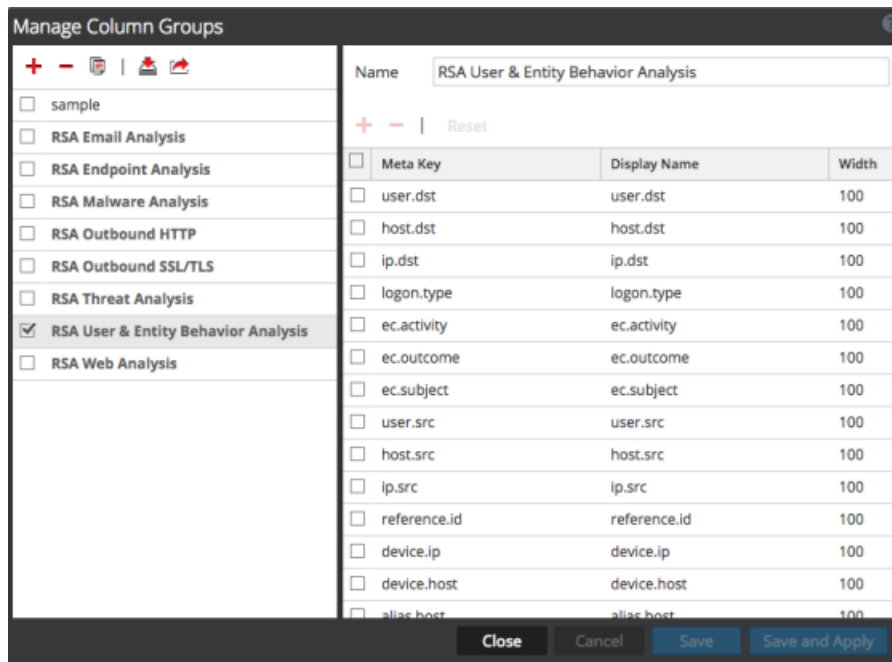 Manage Column Groups
sample
RSA Email Analysis
RSA Endpoint Analysis
RSA Malware Analysis
RSA Outbound HTTP
RSA Outbound SSL/TLS
RSA Threat Analysis
RSA User & Entity Behavior Analysis
RSA Web Analysis
Name RSA User & Entity Behavior Analysis
Reset
Meta Key Display Name Width
user.dst user.dst 100
host.dst host.dst 100
ip.dst ip.dst 100
logon.type logon.type 100
ec.activity ec.activity 100
ec.outcome ec.outcome 100
ec.subject ec.subject 100
user.src user.src 100
host.src host.src 100
ip.src ip.src 100
reference.id reference.id 100
device.ip device.ip 100
device.host device.host 100
alias.host alias.host 100
Close Cancel Save Save and Apply